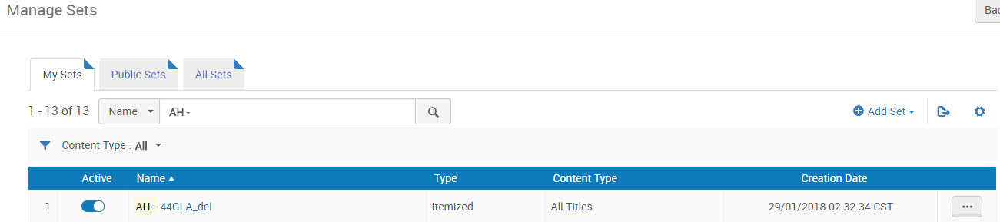 Manage Sets
My Sets Public Sets All Sets
1 - 13 of 13 Name AH - Add Set
Content Type : All
Active Name Type Content Type Creation Date
1 AH - 44GLA_del Itemized All Titles 29/01/2018 02.32.34 CST